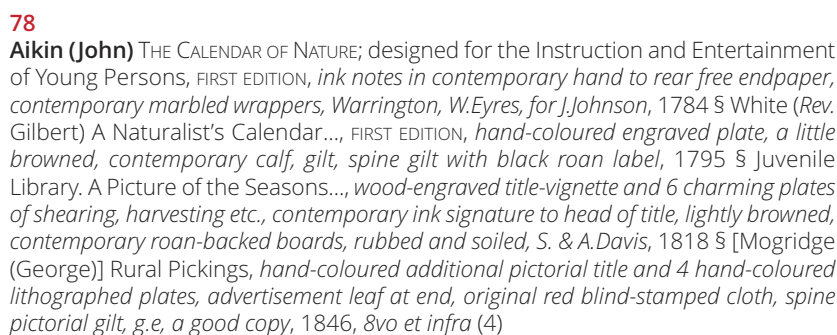 78
Aikin (John) The Calendar of Nature; designed for the Instruction and Entertainment
of Young Persons, first edition, ink notes in contemporary hand to rear free endpaper,
contemporary marbled wrappers, Warrington, W.Eyres, for J.Johnson, 1784 § White (Rev.
Gilbert) A Naturalist's Calendar..., first edition, hand-coloured engraved plate, a little
browned, contemporary calf, gilt, spine gilt with black roan label, 1795 § Juvenile
Library. A Picture of the Seasons..., wood-engraved title-vignette and 6 charming plates
of shearing, harvesting etc., contemporary ink signature to head of title, lightly browned,
contemporary roan-backed boards, rubbed and soiled, S. & A.Davis, 1818 § [Mogridge
(George)] Rural Pickings, hand-coloured additional pictorial title and 4 hand-coloured
lithographed plates, advertisement leaf at end, original red blind-stamped cloth, spine
pictorial gilt, g.e, a good copy, 1846, 8vo et infra (4)